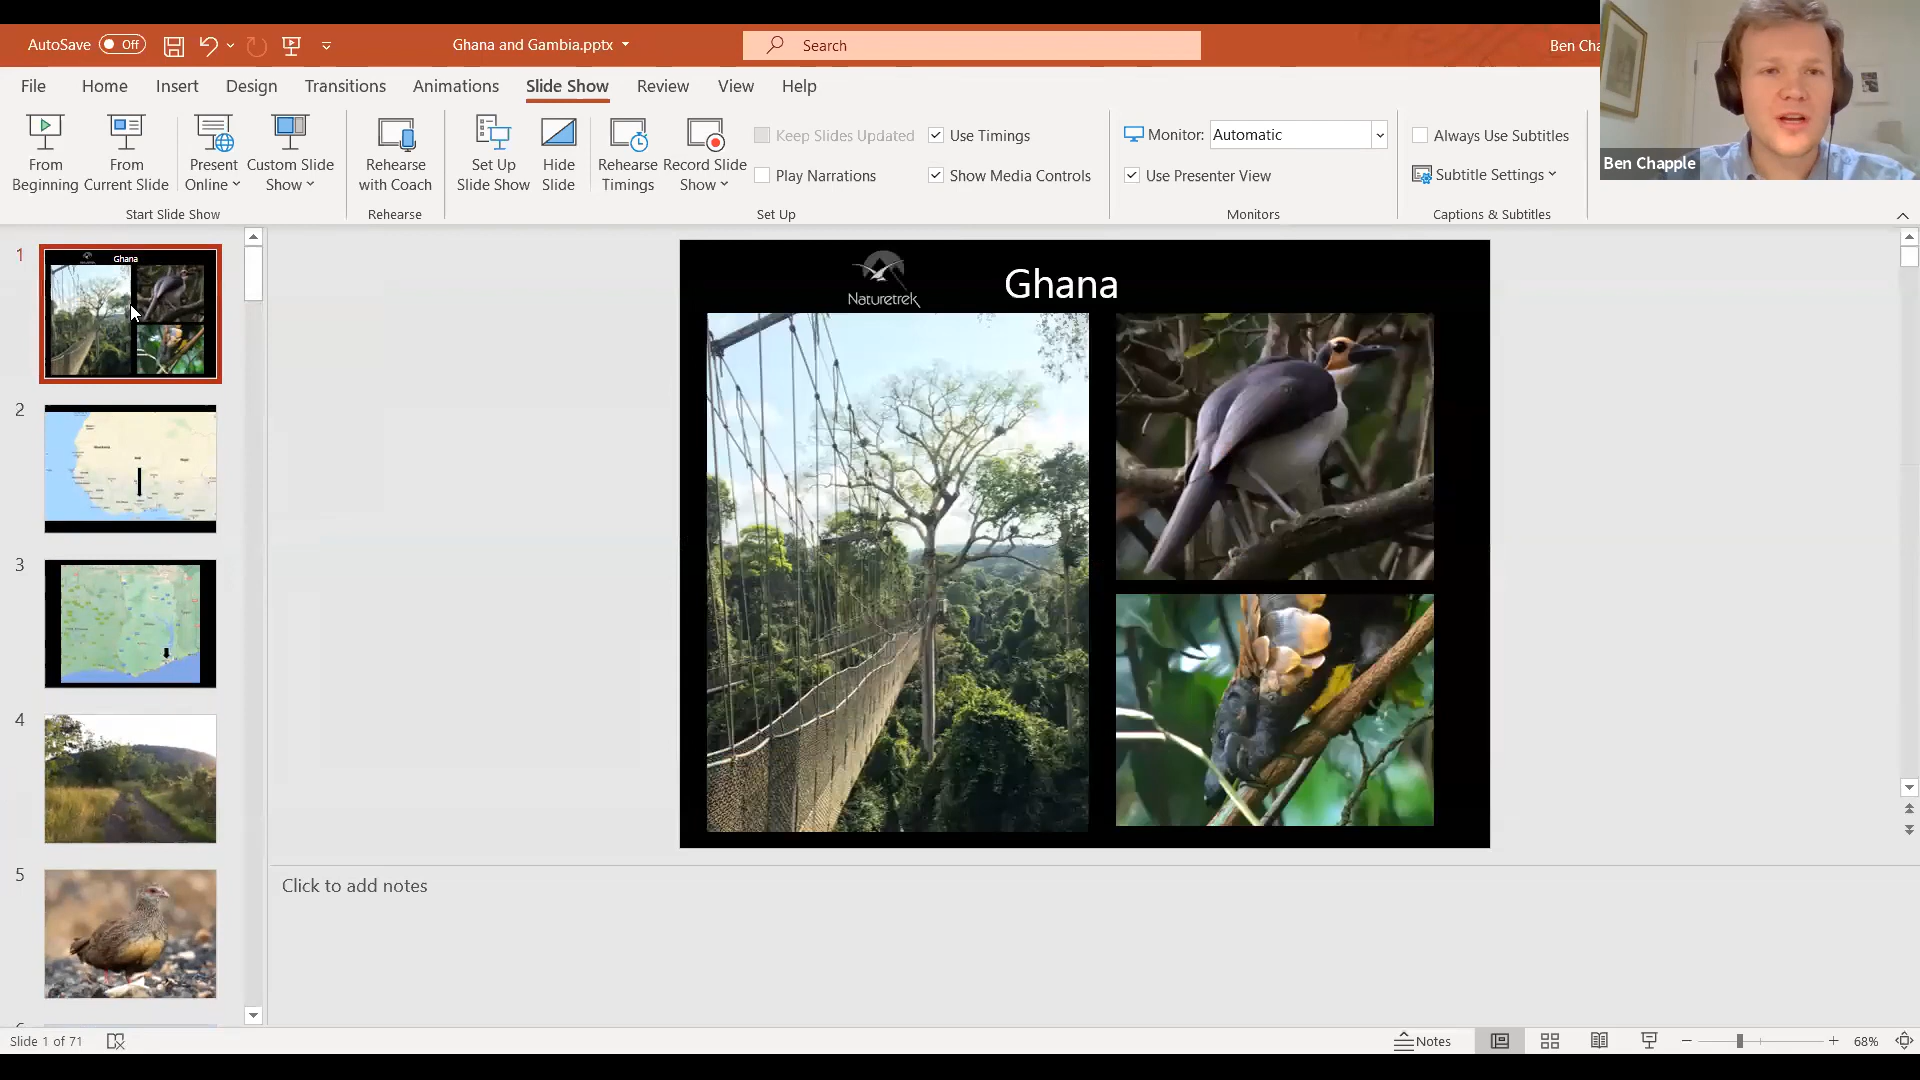 AutoSave Off
Ghana and Gambia.pptx
Search
Ben Cha
File Home Insert Design Transitions Animations Slide Show Review View Help
From Beginning
From Current Slide
Present Online
Custom Slide Show
Start Slide Show
Rehearse with Coach
Rehearse
Set Up Slide Show
Hide Slide
Rehearse Timings
Record Slide Show
Keep Slides Updated
Use Timings
Play Narrations
Show Media Controls
Set Up
Monitor: Automatic
Use Presenter View
Monitors
Always Use Subtitles
Subtitle Settings
Captions & Subtitles
Ben Chapple
1
Ghana
2
3
4
5
Naturetrek
Ghana
Click to add notes
Slide 1 of 71
Notes
68%